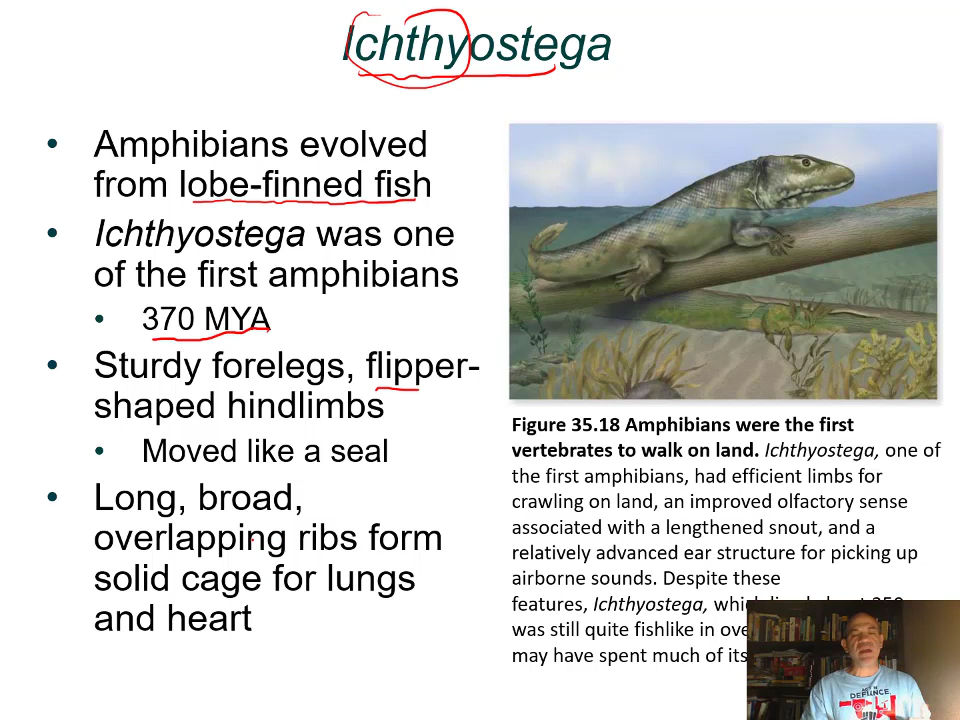 Ichthyostega
• Amphibians evolved
from lobe-finned fish
• Ichthyostega was one
of the first amphibians
• 370 MYA
• Sturdy forelegs, flipper-
shaped hindlimbs
• Moved like a seal
• Long, broad,
overlapping ribs form
solid cage for lungs
and heart
Figure 35.18 Amphibians were the first
vertebrates to walk on land. Ichthyostega, one of
the first amphibians, had efficient limbs for
crawling on land, an improved olfactory sense
associated with a lengthened snout, and a
relatively advanced ear structure for picking up
airborne sounds. Despite these
features, Ichthyostega,
was still quite fishlike in
may have spent much of its
DEFIANCE